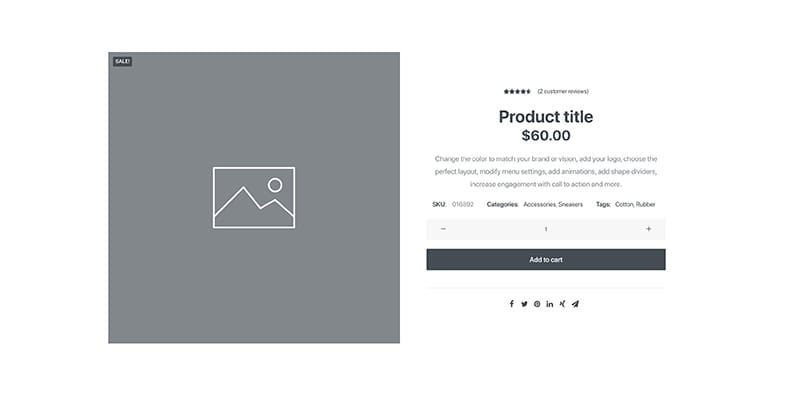 SALE!
(2 customer reviews)
Product title
$60.00
Change the color to match your brand or vision, add your logo, choose the
perfect layout, modify menu settings, add animations, add shape dividers,
increase engagement with call to action and more.
SKU: 016892 Categories: Accessories, Sneakers Tags: Cotton, Rubber
− 1 +
Add to cart